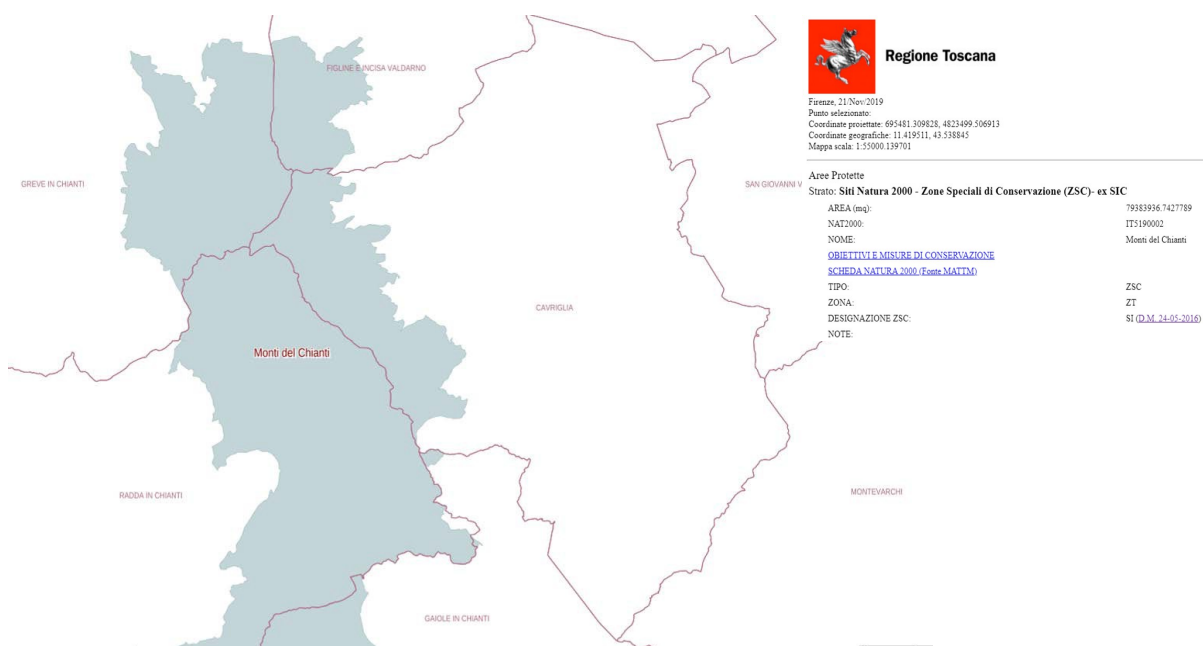 FIGLINE E INCISA VALDARNO
GREVE IN CHIANTI
SAN GIOVANNI V
CAVRIGLIA
Monti del Chianti
RADDA IN CHIANTI
MONTEVARCHI
GAIOLE IN CHIANTI
Regione Toscana
Firenze, 21/Nov/2019
Punto selezionato:
Coordinate proiettate: 695481.309828, 4823499.506913
Coordinate geografiche: 11.419511, 43.538845
Mappa scala: 1:55000.139701
Aree Protette
Strato: Siti Natura 2000 - Zone Speciali di Conservazione (ZSC)- ex SIC
AREA (mq): 79383936.7427789
NAT2000: IT5190002
NOME: Monti del Chianti
OBIETTIVI E MISURE DI CONSERVAZIONE
SCHEDA NATURA 2000 (Fonte MATTM)
TIPO: ZSC
ZONA: ZT
DESIGNAZIONE ZSC: SI (D.M. 24-05-2016)
NOTE: